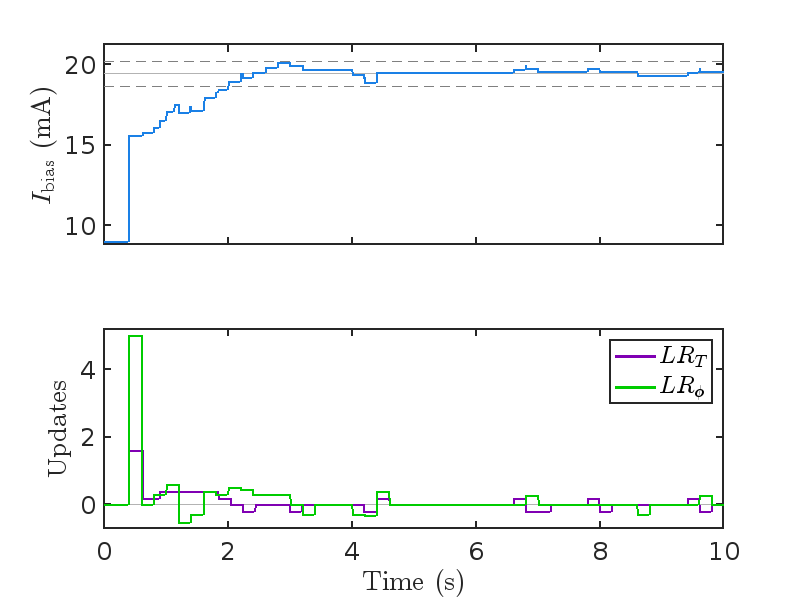 20
15
10
I_bias (mA)
4
2
0
Updates
LR_T
LR_ϕ
0 2 4 6 8 10
Time (s)